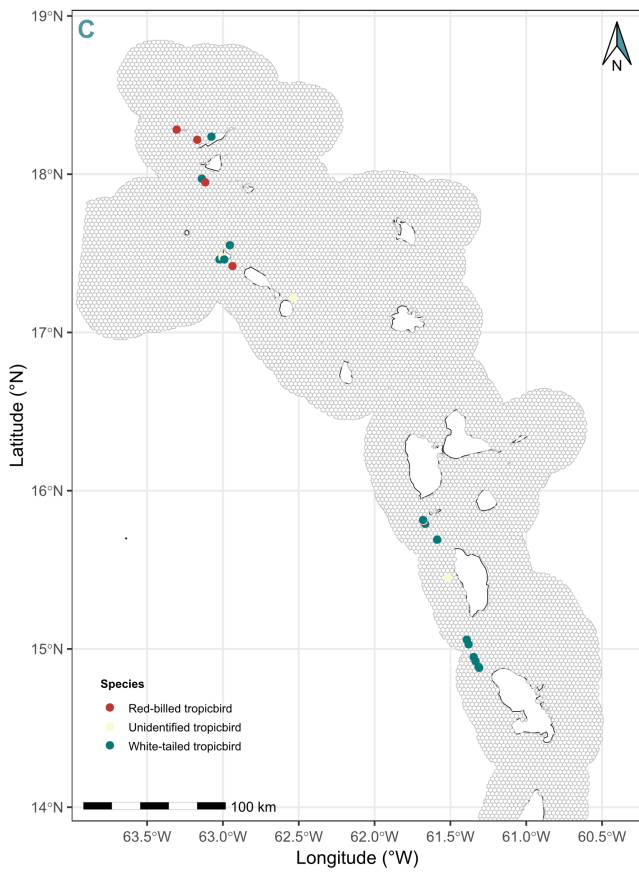 C
N
19°N
18°N
17°N
16°N
15°N
14°N
Latitude (°N)
Species
Red-billed tropicbird
Unidentified tropicbird
White-tailed tropicbird
100 km
63.5°W 63.0°W 62.5°W 62.0°W 61.5°W 61.0°W 60.5°W
Longitude (°W)